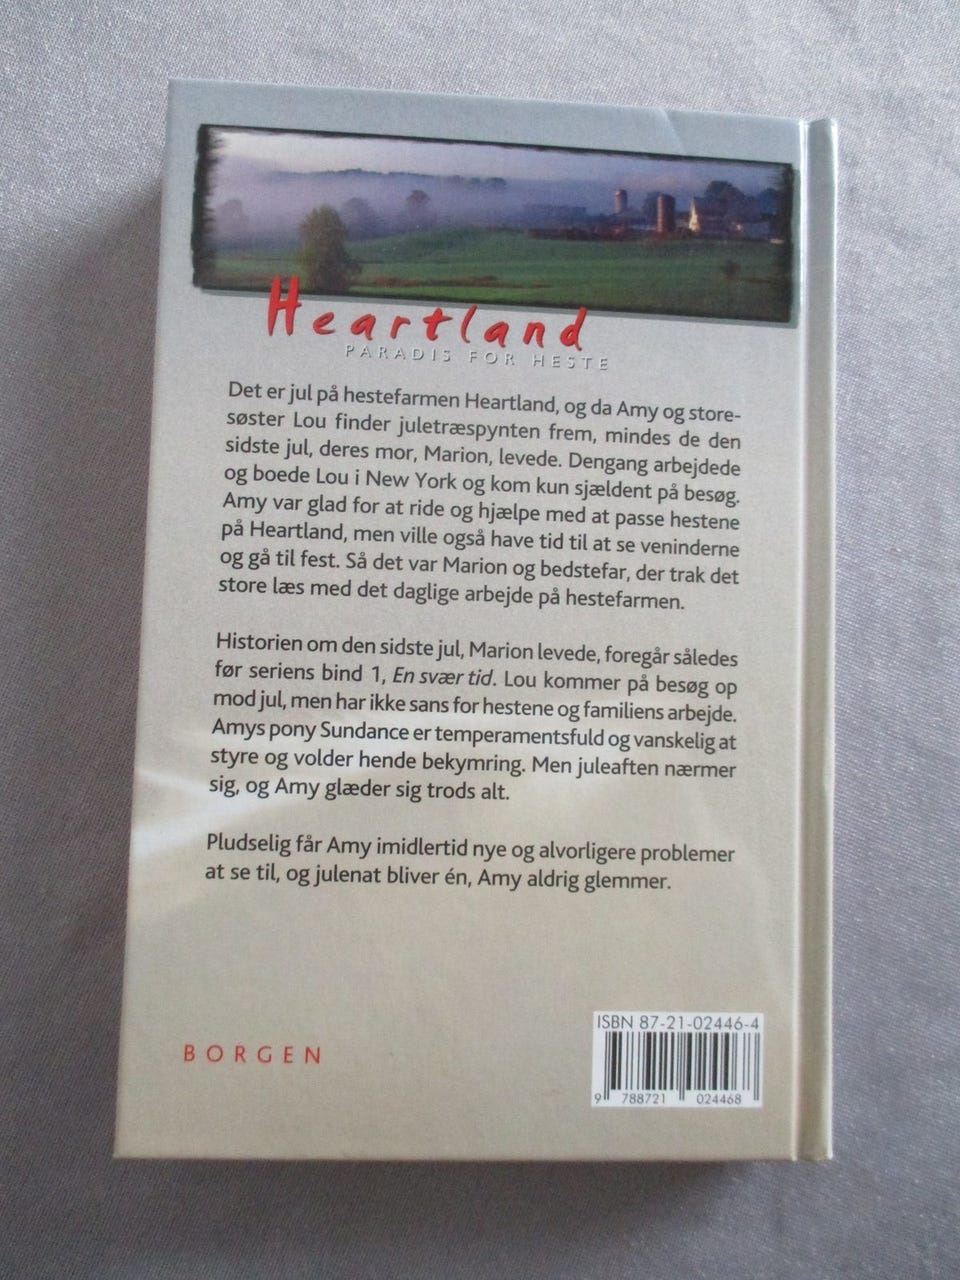 Heartland
PARADIS FOR HESTE
Det er jul på hestefarmen Heartland, og da Amy og store-
søster Lou finder juletræspynten frem, mindes de den
sidste jul, deres mor, Marion, levede. Dengang arbejdede
og boede Lou i New York og kom kun sjældent på besøg.
Amy var glad for at ride og hjælpe med at passe hestene
på Heartland, men ville også have tid til at se veninderne
og gå til fest. Så det var Marion og bedstefar, der trak det
store læs med det daglige arbejde på hestefarmen.
Historien om den sidste jul, Marion levede, foregår således
før seriens bind 1, En svær tid. Lou kommer på besøg op
mod jul, men har ikke sans for hestene og familiens arbejde.
Amys pony Sundance er temperamentsfuld og vanskelig at
styre og volder hende bekymring. Men juleaften nærmer
sig, og Amy glæder sig trods alt.
Pludselig får Amy imidlertid nye og alvorligere problemer
at se til, og julenat bliver én, Amy aldrig glemmer.
ISBN 87-21-02446-4
BORGEN
9 788721 024468